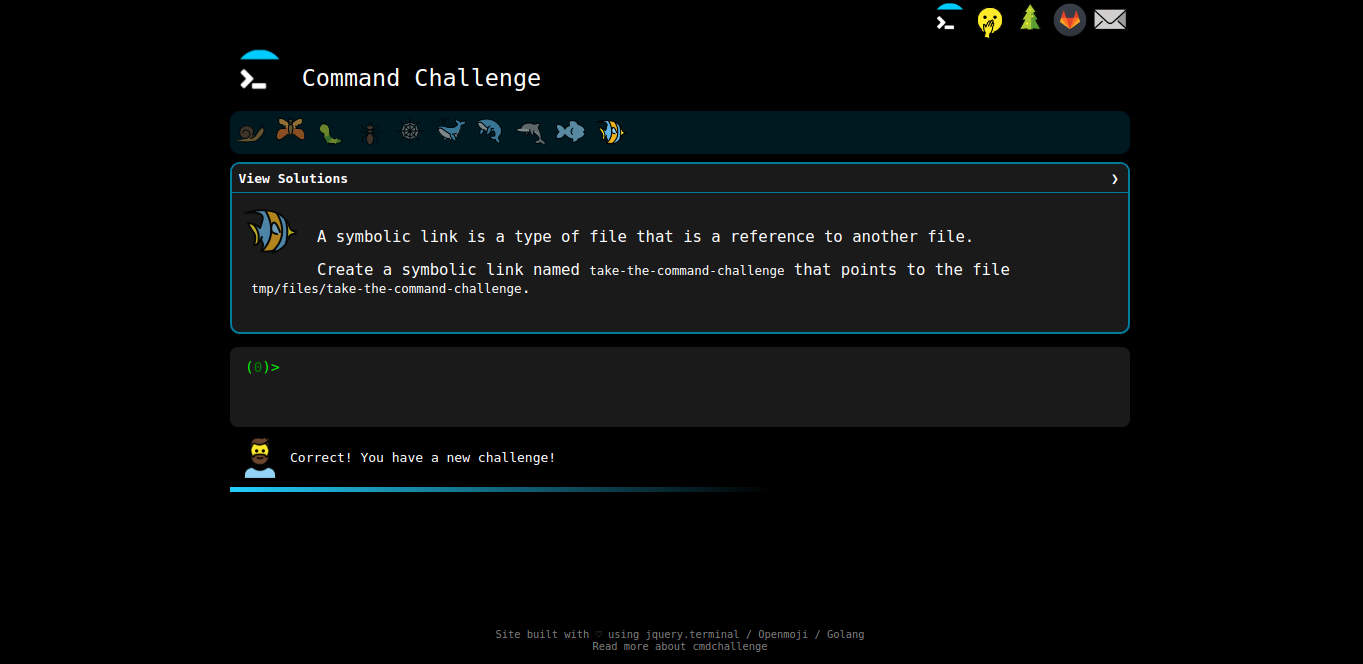 Command Challenge
View Solutions ❯
A symbolic link is a type of file that is a reference to another file.
Create a symbolic link named take-the-command-challenge that points to the file
tmp/files/take-the-command-challenge.
(0)>
Correct! You have a new challenge!
Site built with ♡ using jquery.terminal / Openmoji / Golang
Read more about cmdchallenge